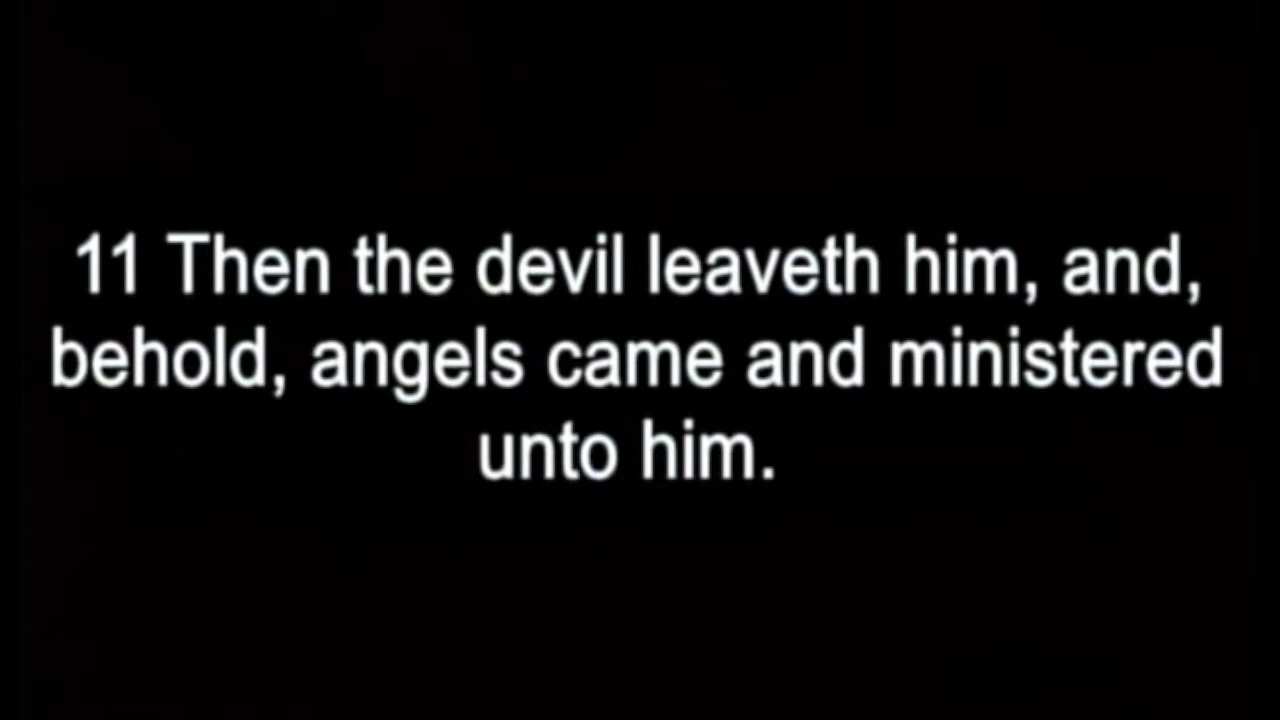 11 Then the devil leaveth him, and,
behold, angels came and ministered
unto him.